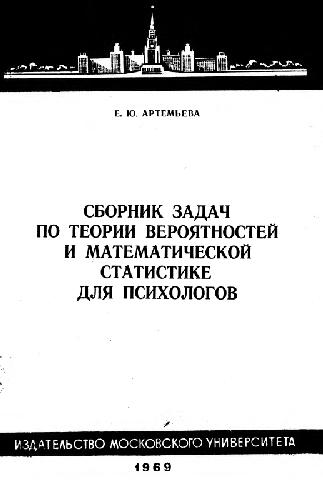 Е. Ю. АРТЕМЬЕВА
СБОРНИК ЗАДАЧ
ПО ТЕОРИИ ВЕРОЯТНОСТЕЙ
И МАТЕМАТИЧЕСКОЙ
СТАТИСТИКЕ
ДЛЯ ПСИХОЛОГОВ
ИЗДАТЕЛЬСТВО МОСКОВСКОГО УНИВЕРСИТЕТА
1969